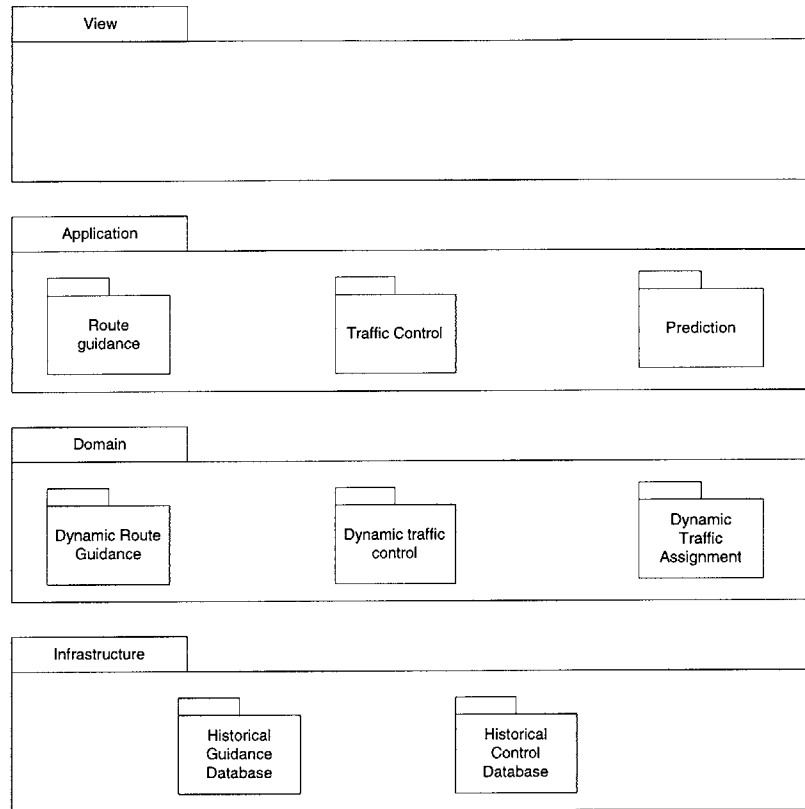 View
Application
Route
guidance
Traffic Control
Prediction
Domain
Dynamic Route
Guidance
Dynamic traffic
control
Dynamic
Traffic
Assignment
Infrastructure
Historical
Guidance
Database
Historical
Control
Database